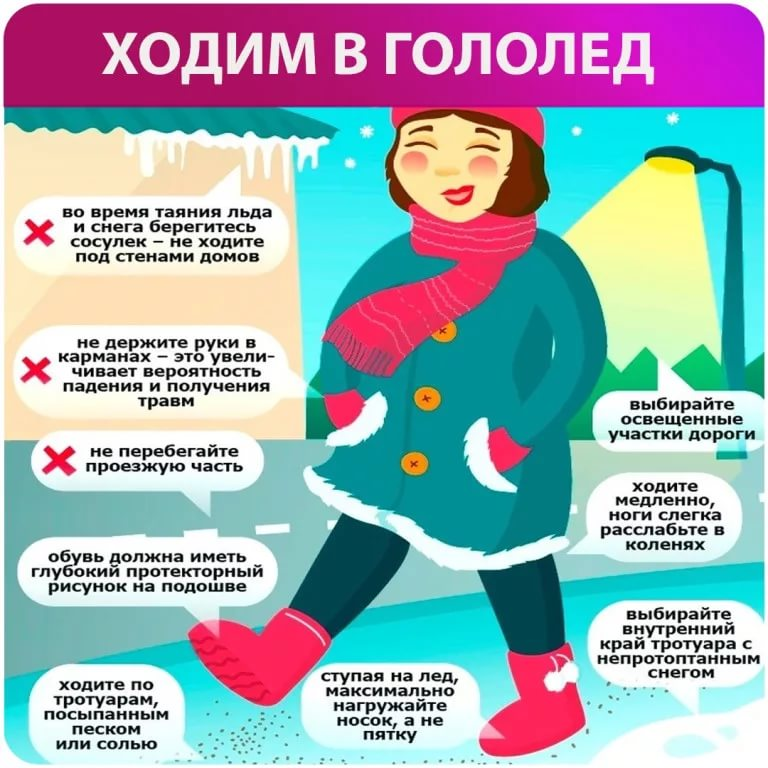 ХОДИМ В ГОЛОЛЕД
во время таяния льда
и снега берегитесь
сосулек – не ходите
под стенами домов
не держите руки в
карманах – это увели-
чивает вероятность
падения и получения
травм
не перебегайте
проезжую часть
обувь должна иметь
глубокий протекторный
рисунок на подошве
ходите по
тротуарам,
посыпанным
песком
или солью
ступая на лед,
максимально
нагружайте
носок, а не
пятку
выбирайте
освещенные
участки дороги
ходите
медленно,
ноги слегка
расслабьте в
коленях
выбирайте
внутренний
край тротуара с
непротоптанным
снегом